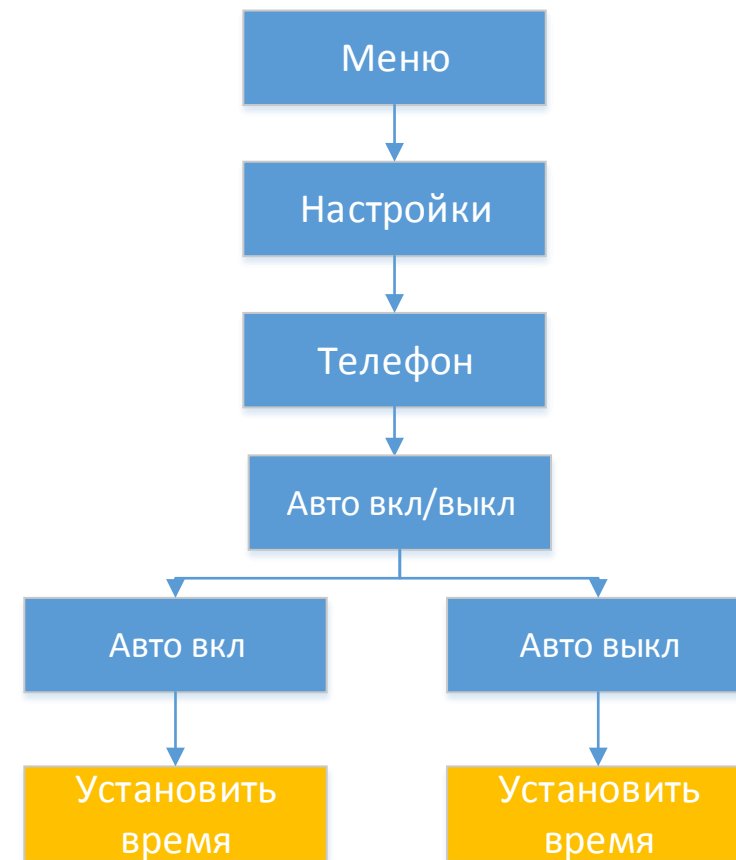 Меню
Настройки
Телефон
Авто вкл/выкл
Авто вкл
Авто выкл
Установить
время
Установить
время